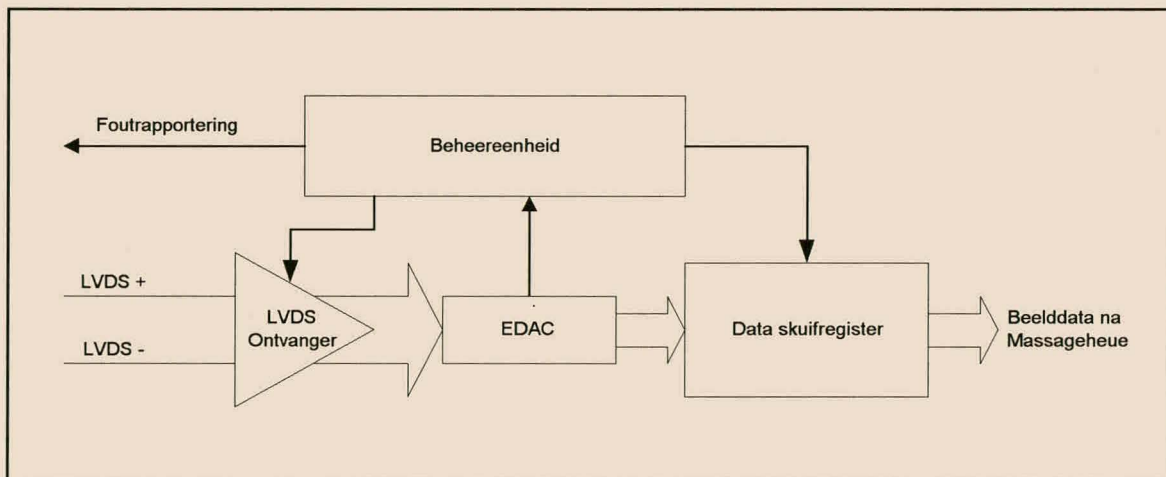 Foutrapportering
Beheereenheid
LVDS +
LVDS -
LVDS
Ontvanger
EDAC
Data skuifregister
Beelddata na
Massageheue